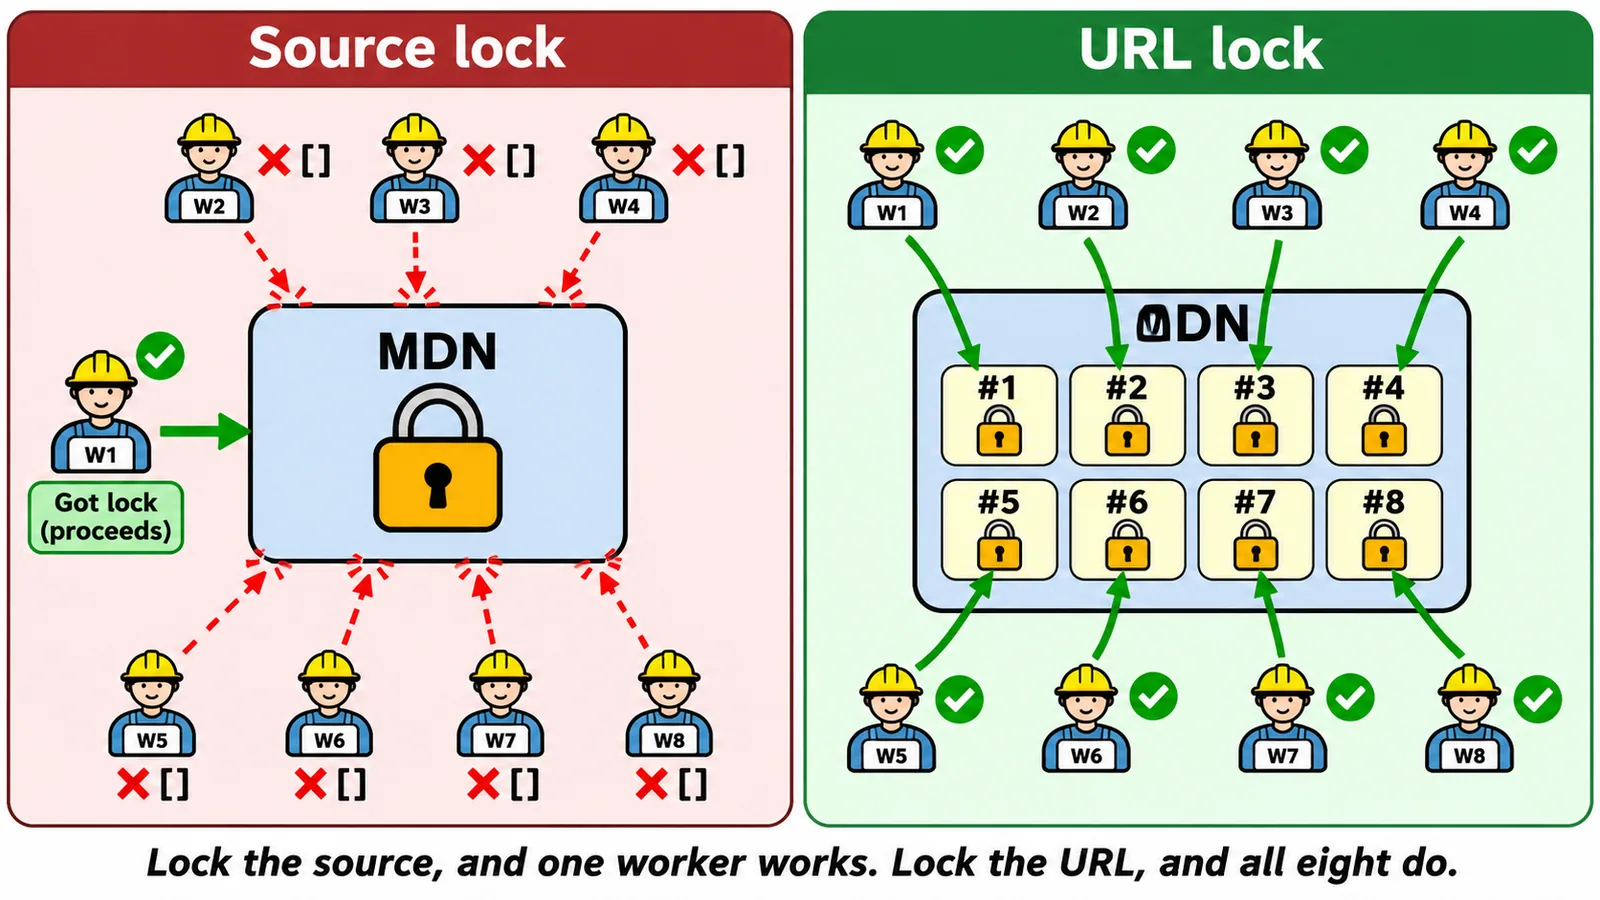 Source lock
W2 [ ]
W3 [ ]
W4 [ ]
MDN
W1
Got lock
(proceeds)
W5
W6
W7
W8
[ ]
[ ]
[ ]
[ ]
URL lock
W1
W2
W3
W4
DN
#1
#2
#3
#4
#5
#6
#7
#8
W5
W6
W7
W8
Lock the source, and one worker works. Lock the URL, and all eight do.